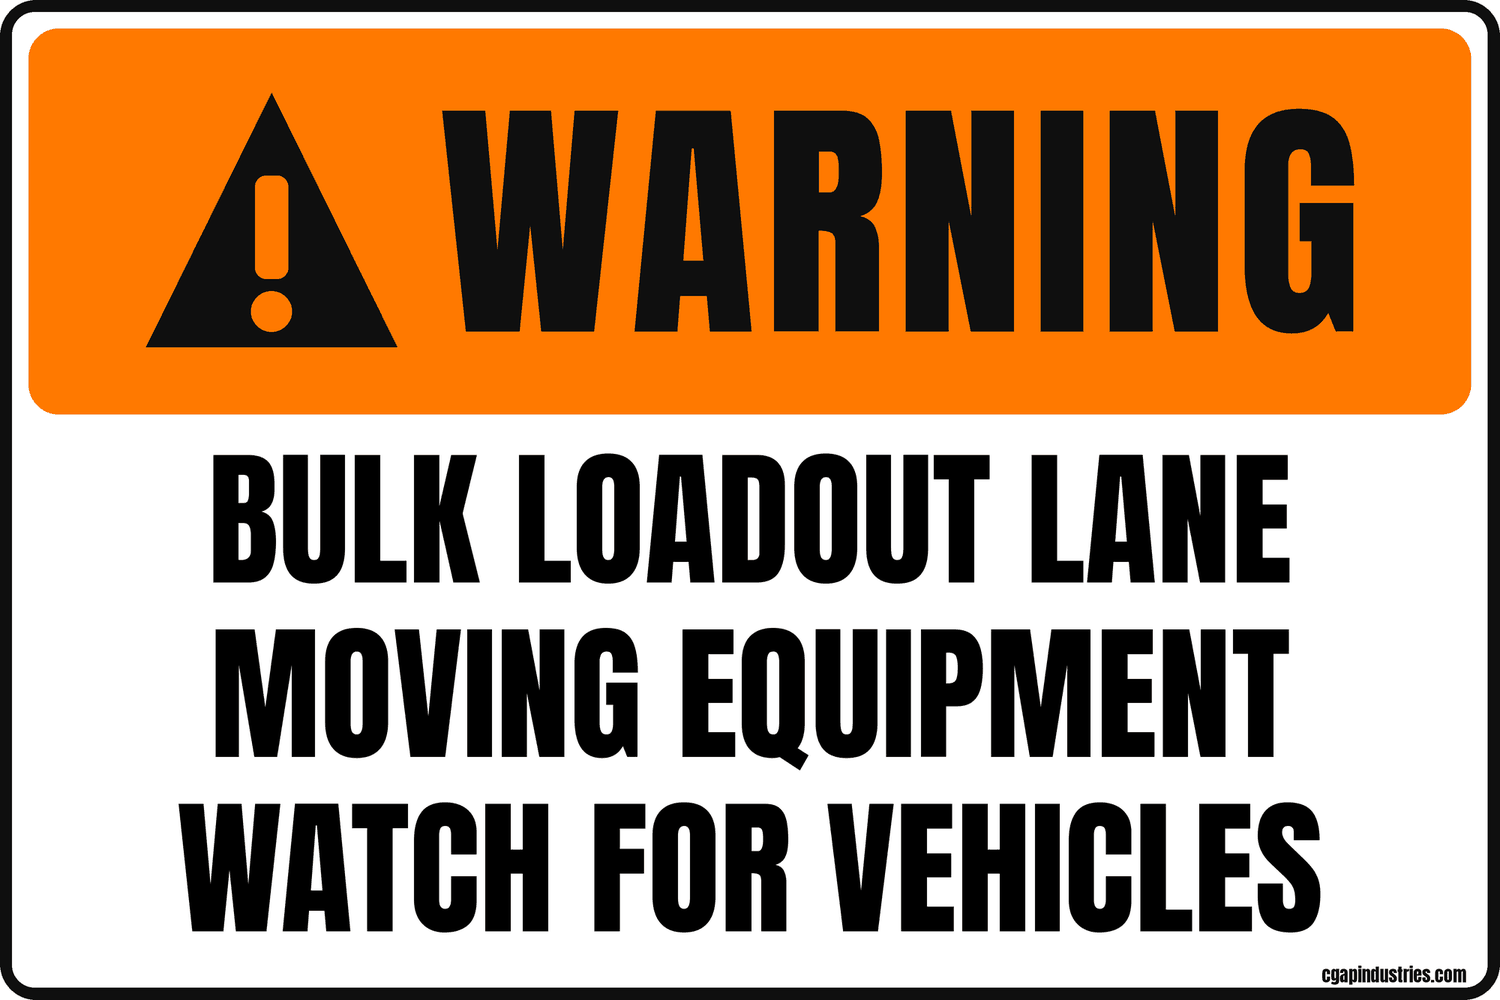 WARNING
BULK LOADOUT LANE
MOVING EQUIPMENT
WATCH FOR VEHICLES
cgapindustries.com